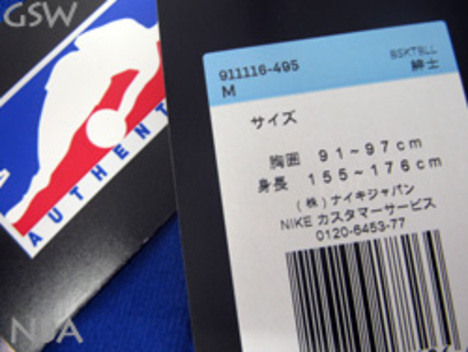 GSW
AUTHENT
911116-495
BSKTBLL
M
紳士
サイズ
胸囲 91~97cm
身長 155~176cm
(株)ナイキジャパン
NIKE カスタマーサービス
0120-6453-77
NJA